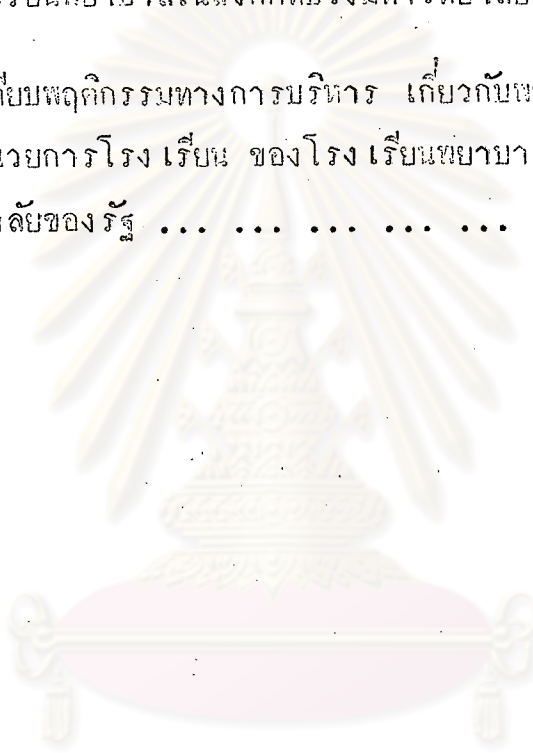 ทียบพฤติกรรมทางการบริหาร เกี่ยวกับ
นวยการโรงเรียน ของโรงเรียนพยาบา
ลัยของรัฐ ... ... ... ... ...